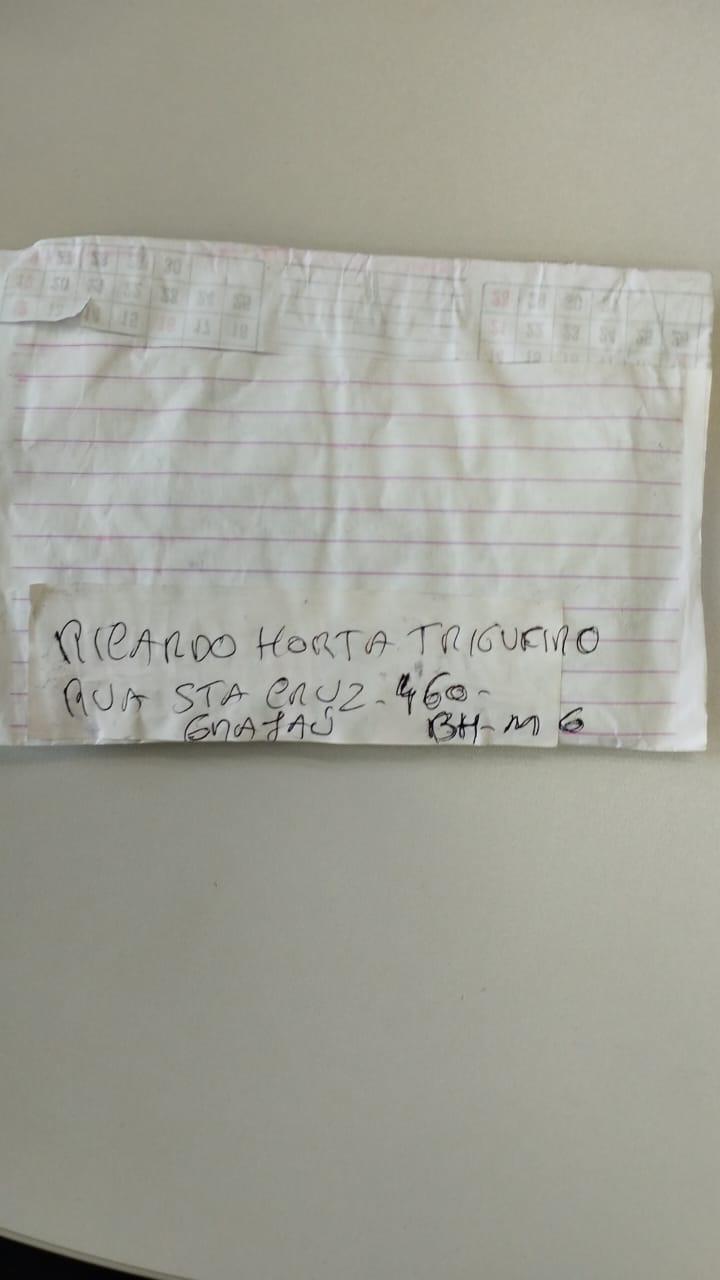 RICARDO HORTA TRIGUEIRO
RUA STA CRUZ - 460 -
GRAJAÚ BH - MG